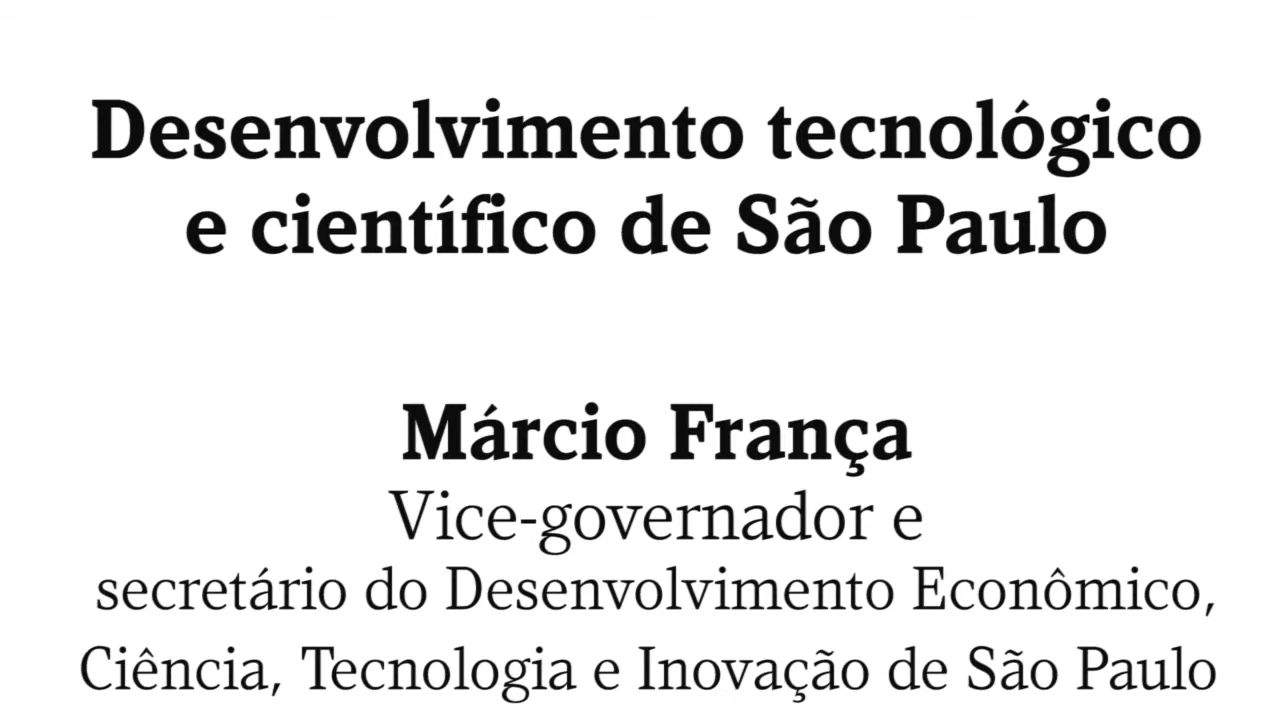 Desenvolvimento tecnológico
e científico de São Paulo
Márcio França
Vice-governador e
secretário do Desenvolvimento Econômico,
Ciência, Tecnologia e Inovação de São Paulo